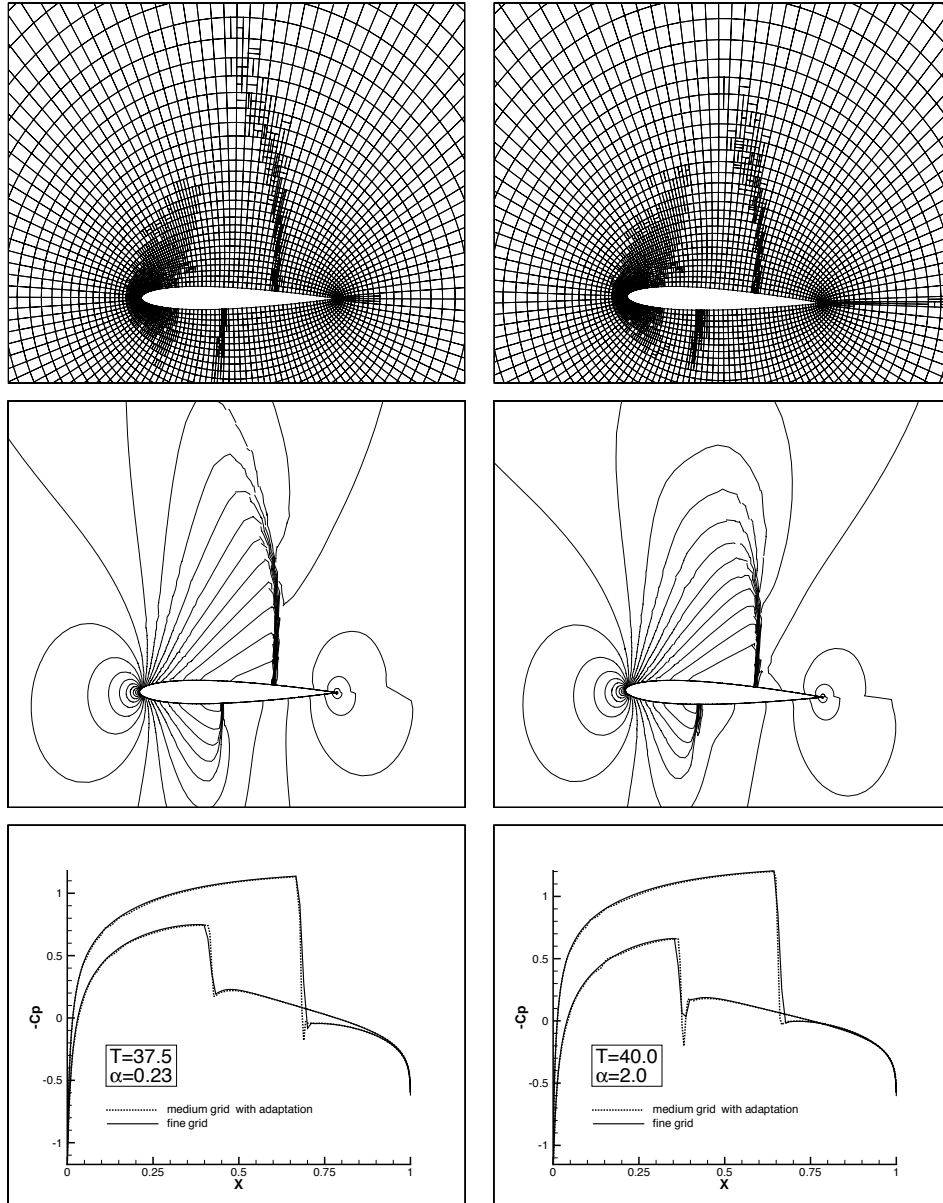 -Cp
1
0.5
0
-0.5
-1
T=37.5
α=0.23
medium grid with adaptation
fine grid
0
0.25
0.5
0.75
1
X
-Cp
1
0.5
0
-0.5
-1
T=40.0
α=2.0
medium grid with adaptation
fine grid
0
0.25
0.5
0.75
1
X